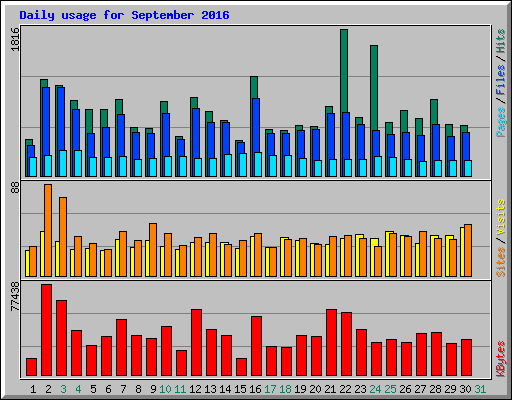 Daily usage for September 2016
1816
Pages / Files / Hits
88
Sites / Visits
77438
KBytes
1 2 3 4 5 6 7 8 9 10 11 12 13 14 15 16 17 18 19 20 21 22 23 24 25 26 27 28 29 30 31